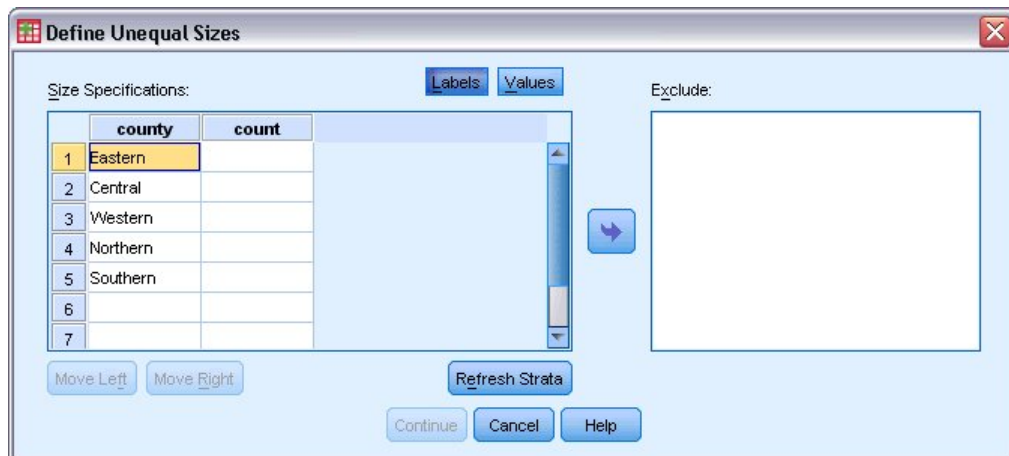 Define Unequal Sizes
Size Specifications:
Labels
Values
Exclude:
county count
1 Eastern
2 Central
3 Western
4 Northern
5 Southern
6
7
Move Left
Move Right
Refresh Strata
Continue
Cancel
Help